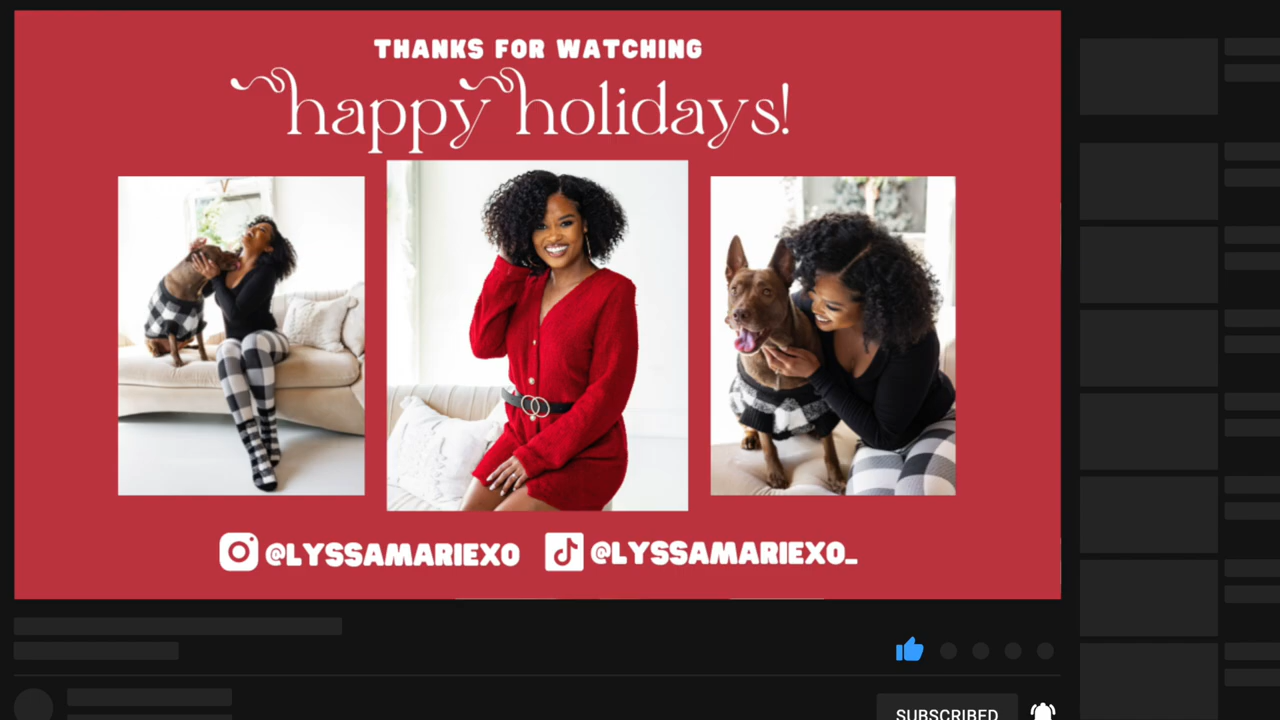 THANKS FOR WATCHING
happy holidays!
@LYSSAMARIEXO @LYSSAMARIEXO_
SUBSCRIBED